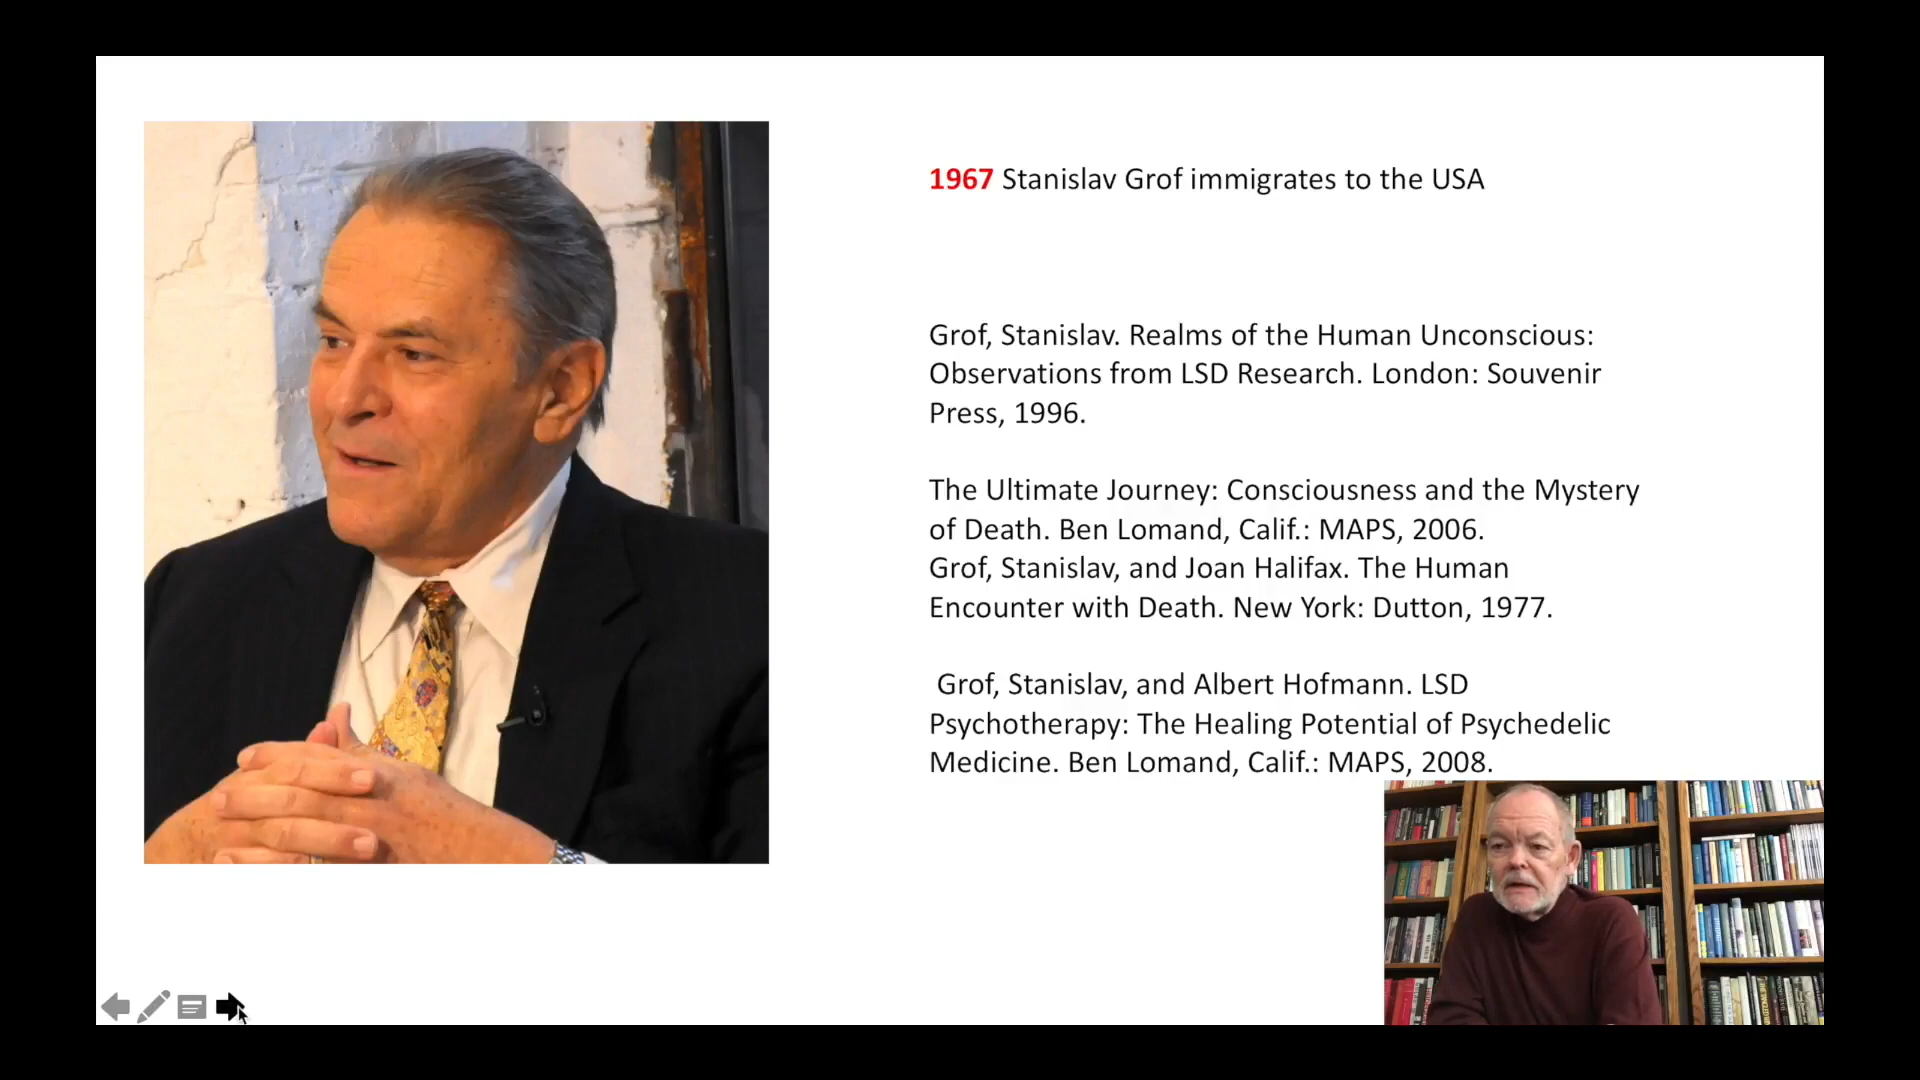 1967 Stanislav Grof immigrates to the USA
Grof, Stanislav. Realms of the Human Unconscious:
Observations from LSD Research. London: Souvenir
Press, 1996.
The Ultimate Journey: Consciousness and the Mystery
of Death. Ben Lomand, Calif.: MAPS, 2006.
Grof, Stanislav, and Joan Halifax. The Human
Encounter with Death. New York: Dutton, 1977.
Grof, Stanislav, and Albert Hofmann. LSD
Psychotherapy: The Healing Potential of Psychedelic
Medicine. Ben Lomand, Calif.: MAPS, 2008.